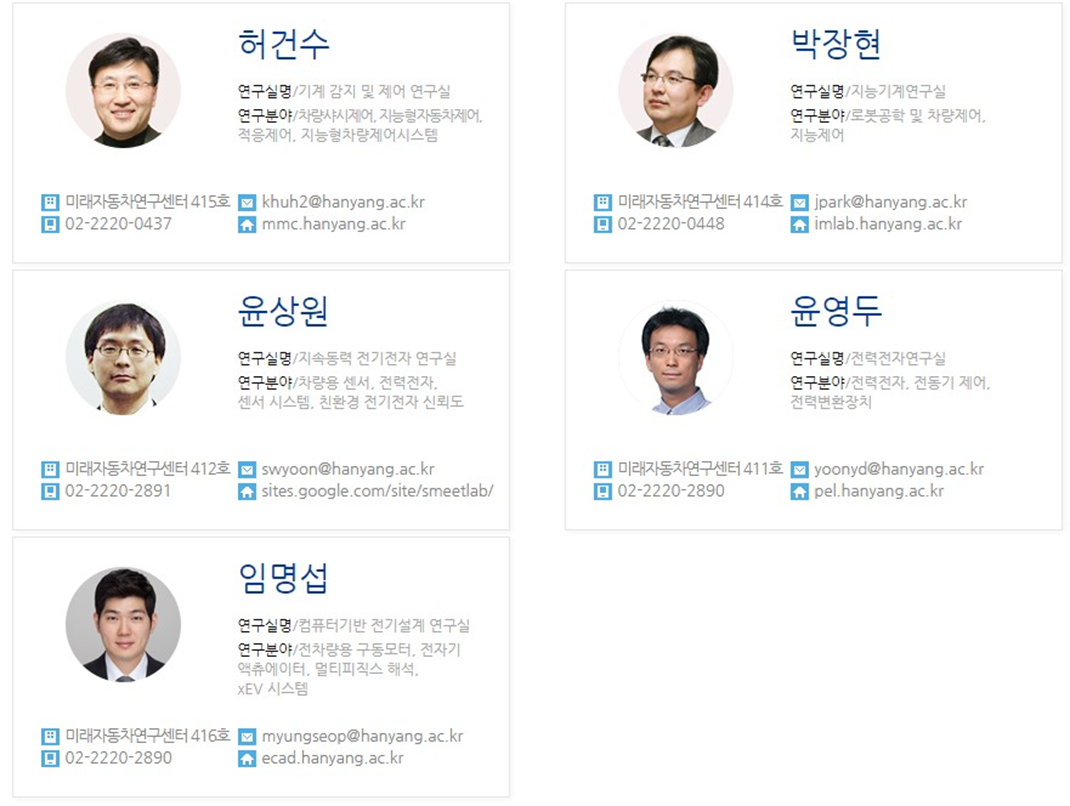 허건수
연구실명/기계 감지 및 제어 연구실
연구분야/차량샤시제어, 지능형자동차제어,
적응제어, 지능형차량제어시스템
미래자동차연구센터 415호
khuh2@hanyang.ac.kr
02-2220-0437
mmc.hanyang.ac.kr
박장현
연구실명/지능기계연구실
연구분야/로봇공학 및 차량제어,
지능제어
미래자동차연구센터 414호
jpark@hanyang.ac.kr
02-2220-0448
imlab.hanyang.ac.kr
윤상원
연구실명/지속동력 전기전자 연구실
연구분야/차량용 센서, 전력전자,
센서 시스템, 친환경 전기전자 신뢰도
미래자동차연구센터 412호
swyoon@hanyang.ac.kr
02-2220-2891
sites.google.com/site/smeetlab/
윤영두
연구실명/전력전자연구실
연구분야/전력전자, 전동기 제어,
전력변환장치
미래자동차연구센터 411호
yoonyd@hanyang.ac.kr
02-2220-2890
pel.hanyang.ac.kr
임명섭
연구실명/컴퓨터기반 전기설계 연구실
연구분야/전차량용 구동모터, 전자기
액츄에이터, 멀티피직스 해석,
xEV 시스템
미래자동차연구센터 416호
myungseop@hanyang.ac.kr
02-2220-2890
ecad.hanyang.ac.kr